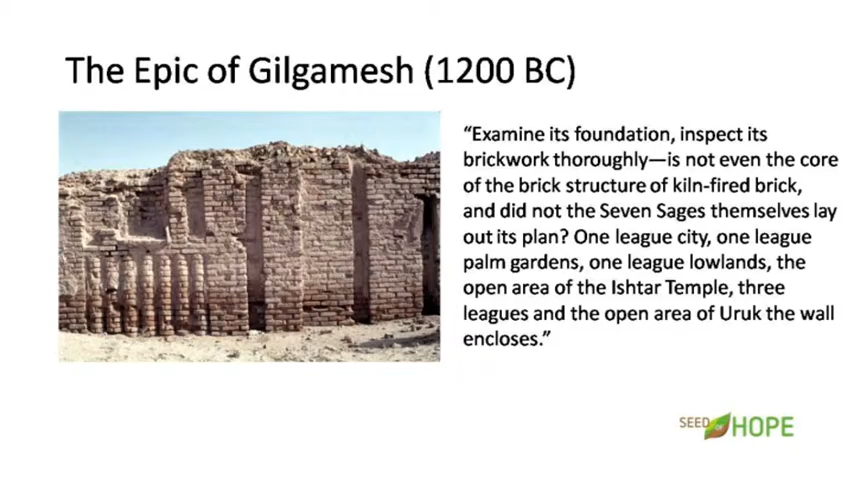 The Epic of Gilgamesh (1200 BC)
“Examine its foundation, inspect its
brickwork thoroughly—is not even the core
of the brick structure of kiln-fired brick,
and did not the Seven Sages themselves lay
out its plan? One league city, one league
palm gardens, one league lowlands, the
open area of the Ishtar Temple, three
leagues and the open area of Uruk the wall
encloses.”
SEED OF HOPE